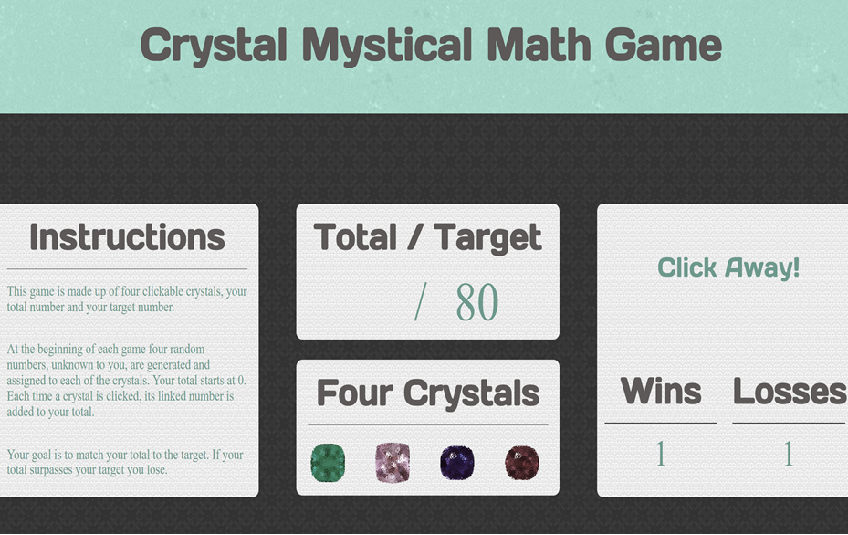 Crystal Mystical Math Game
Instructions
This game is made up of four clickable crystals, your
total number and your target number.
At the beginning of each game four random
numbers, unknown to you, are generated and
assigned to each of the crystals. Your total starts at 0.
Each time a crystal is clicked, its linked number is
added to your total.
Your goal is to match your total to the target. If your
total surpasses your target you lose.
Total / Target
/ 80
Four Crystals
Click Away!
Wins Losses
1 1